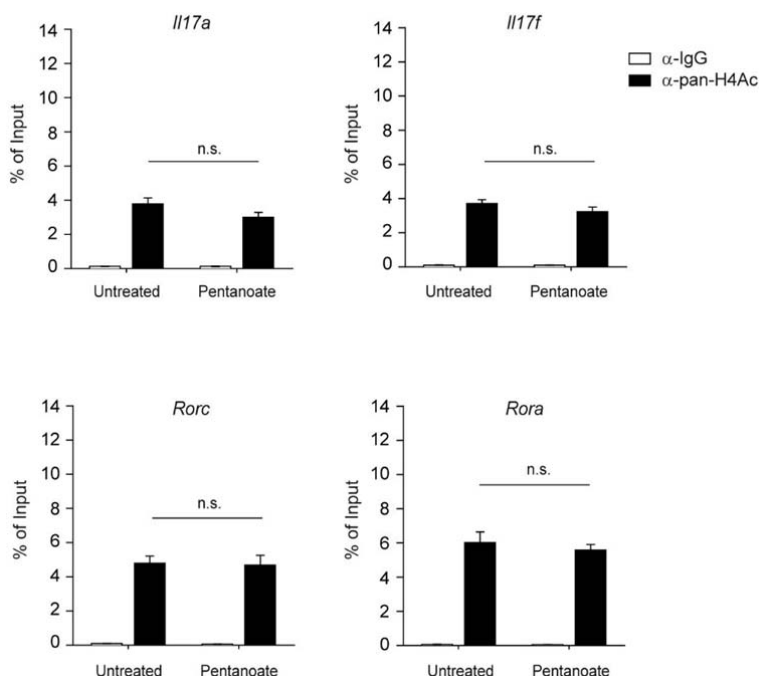 Il17a
14
12
10
8
6
4
2
0
% of Input
n.s.
Untreated
Pentanoate
Il17f
14
12
10
8
6
4
2
0
% of Input
n.s.
Untreated
Pentanoate
α-IgG
α-pan-H4Ac
Rorc
14
12
10
8
6
4
2
0
% of Input
n.s.
Untreated
Pentanoate
Rora
14
12
10
8
6
4
2
0
% of Input
n.s.
Untreated
Pentanoate